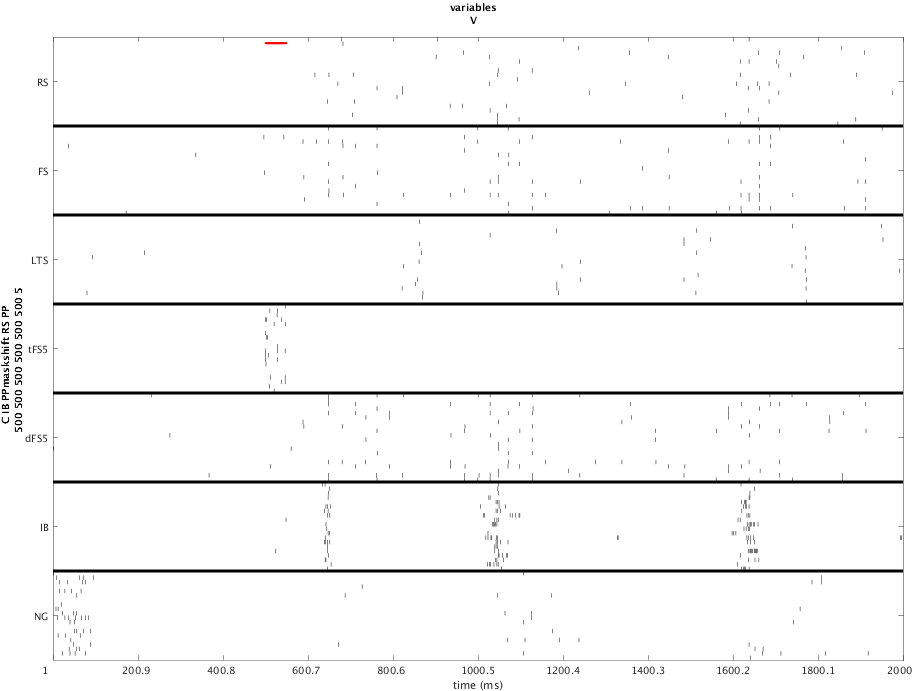 variables
V
RS
FS
LTS
tFS5
dFS5
IB
NG
C IB PPmaskshift RS PP
500 500 500 500 500 500 5
1
200.9
400.8
600.7
800.6
1000.5
1200.4
1400.3
1600.2
1800.1
2000
time (ms)